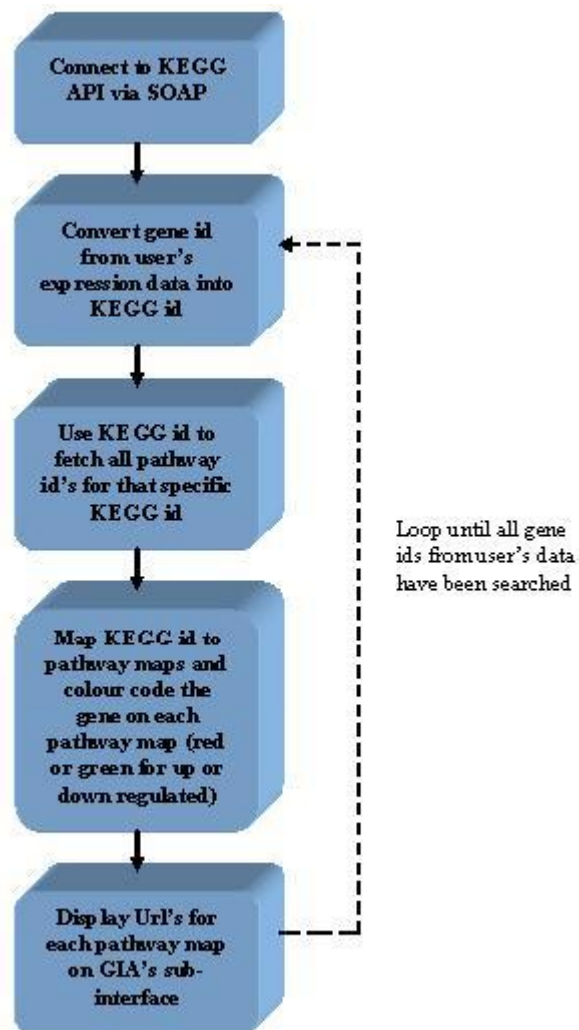 Connect to KEGG
API via SOAP
Convert gene id
from user's
expression data into
KEGG id
Use KEGG id to
fetch all pathway
id's for that specific
KEGG id
Map KEGG id to
pathway maps and
colour code the
gene on each
pathway map (red
or green for up or
down regulated)
Display Url's for
each pathway map
on GIA's sub-
interface
Loop until all gene
ids from user's data
have been searched